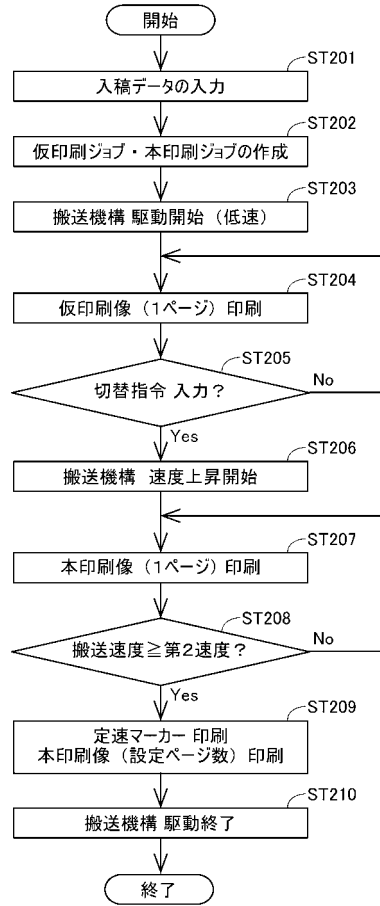 開始
ST201
入稿データの入力
ST202
仮印刷ジョブ・本印刷ジョブの作成
ST203
搬送機構 駆動開始（低速）
ST204
仮印刷像（1ページ）印刷
ST205
切替指令 入力？
No
Yes
ST206
搬送機構 速度上昇開始
ST207
本印刷像（1ページ）印刷
ST208
搬送速度≧第2速度？
No
Yes
ST209
定速マーカー 印刷
本印刷像（設定ページ数）印刷
ST210
搬送機構 駆動終了
終了